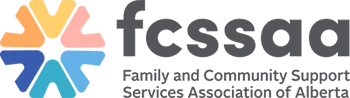 fcssaa
Family and Community Support
Services Association of Alberta